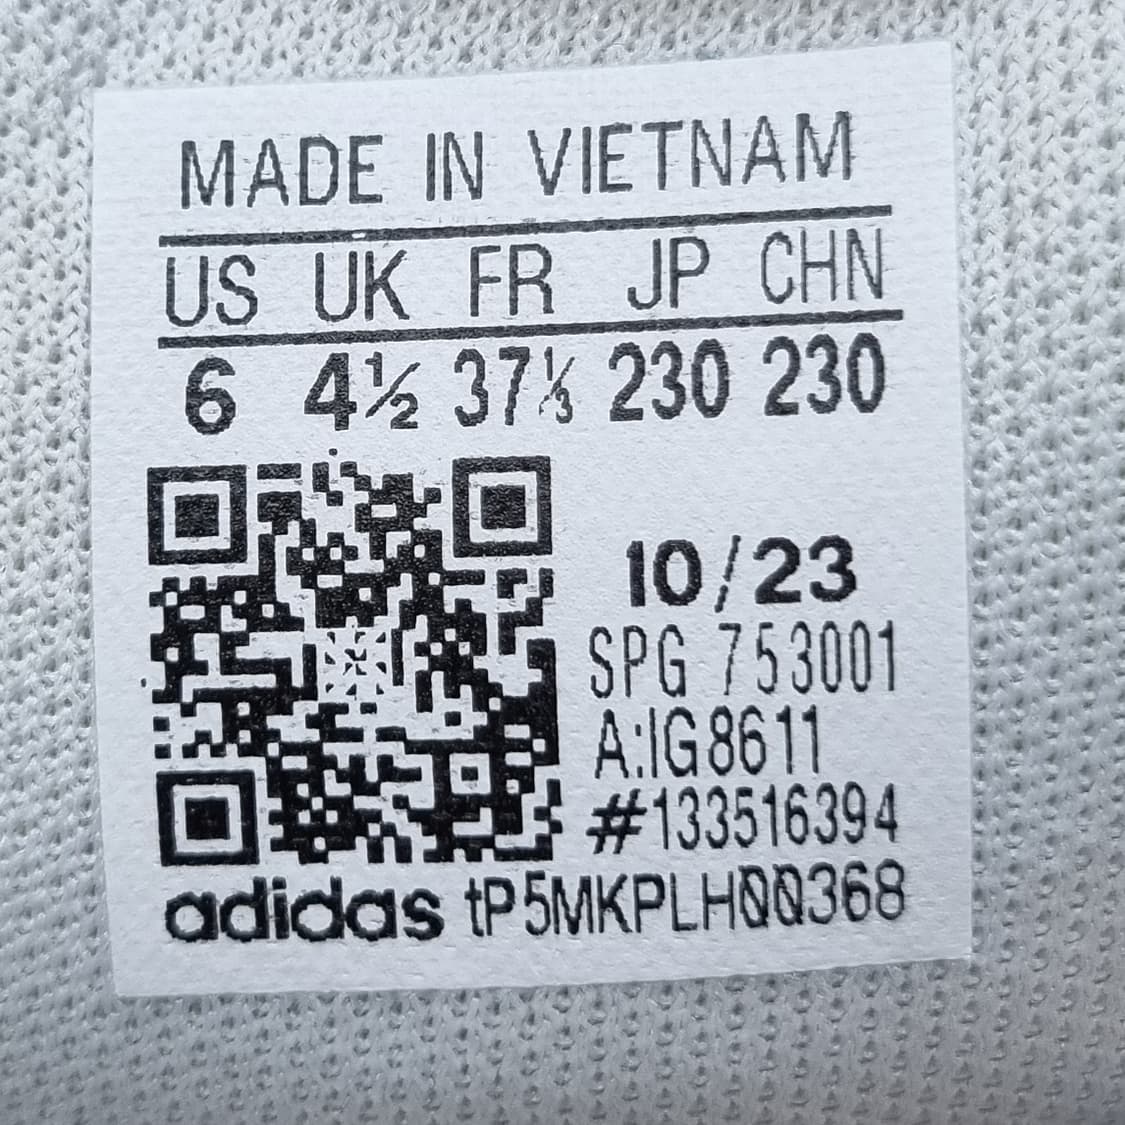 MADE IN VIETNAM
US UK FR JP CHN
6 4½ 37⅓ 230 230
10/23
SPG 753001
A:IG8611
#133516394
adidas tP5MKPLH00368